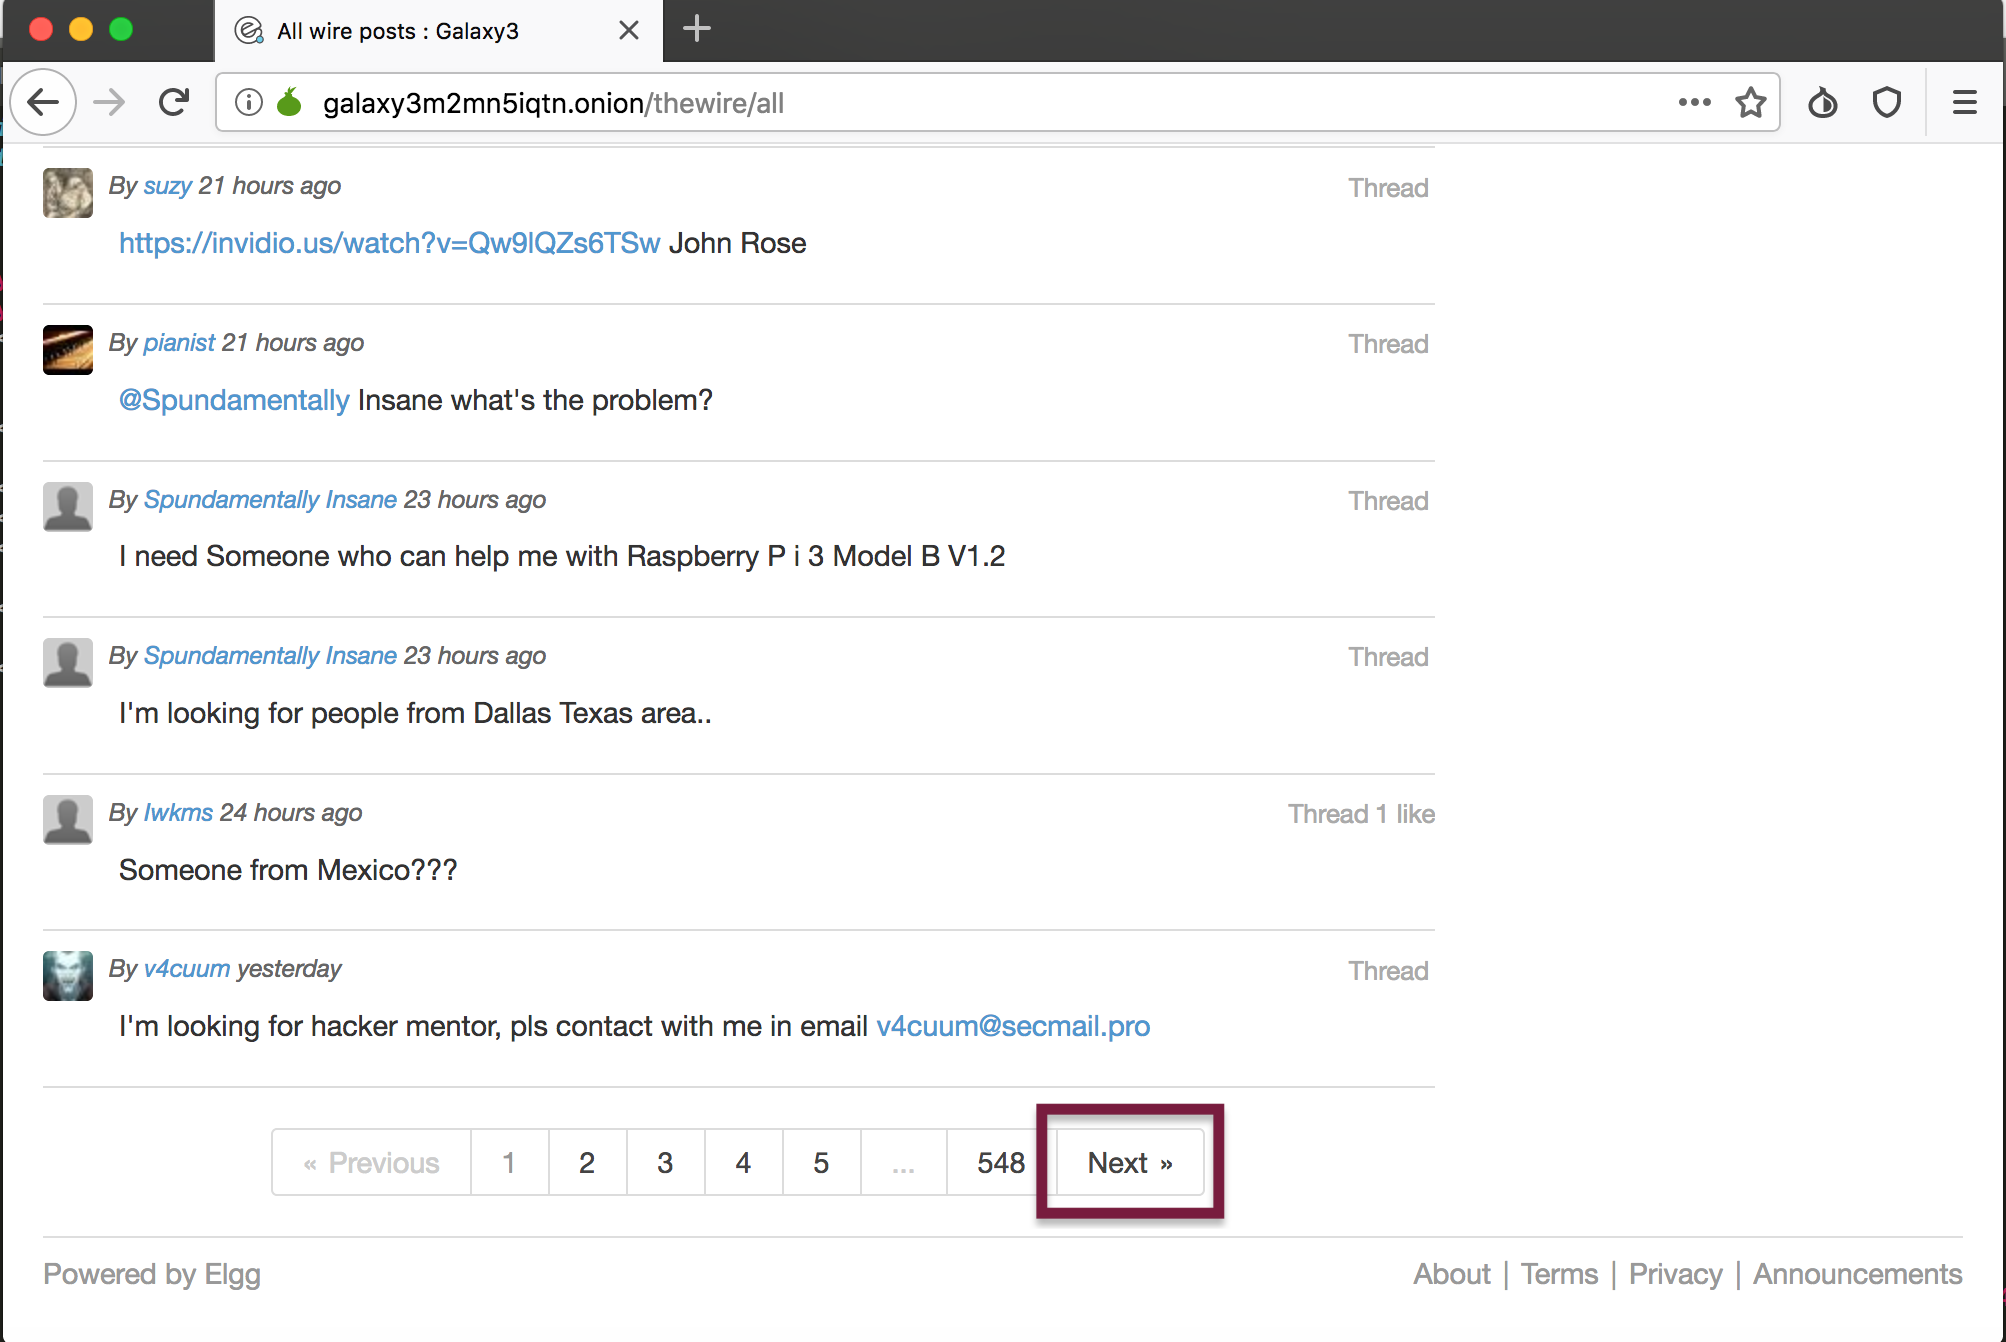 All wire posts : Galaxy3
galaxy3m2mn5iqtn.onion/thewire/all
By suzy 21 hours ago
Thread
https://invidio.us/watch?v=Qw9lQZs6TSw John Rose
By pianist 21 hours ago
Thread
@Spundamentally Insane what's the problem?
By Spundamentally Insane 23 hours ago
Thread
I need Someone who can help me with Raspberry P i 3 Model B V1.2
By Spundamentally Insane 23 hours ago
Thread
I'm looking for people from Dallas Texas area..
By lwkms 24 hours ago
Thread 1 like
Someone from Mexico???
By v4cuum yesterday
Thread
I'm looking for hacker mentor, pls contact with me in email v4cuum@secmail.pro
« Previous 1 2 3 4 5 ... 548 Next »
Powered by Elgg
About | Terms | Privacy | Announcements